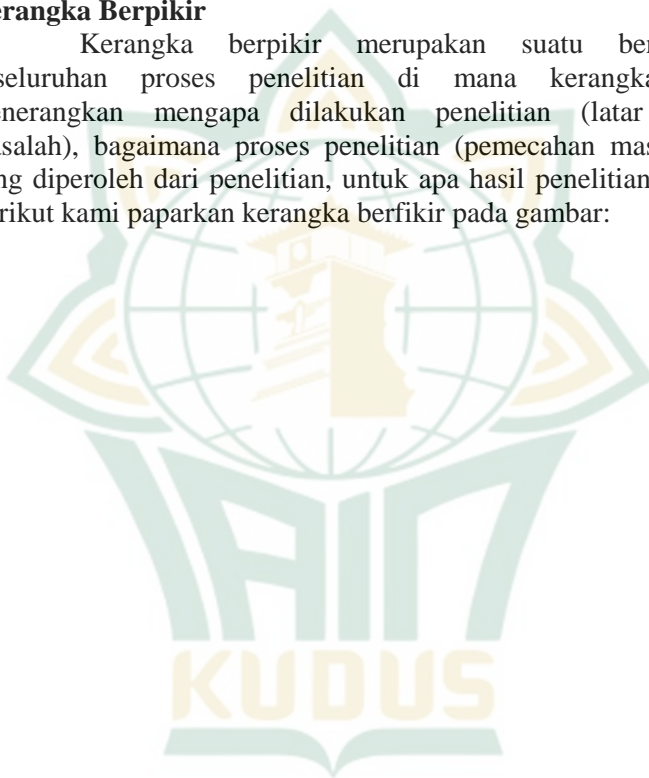 erangka Berpikir
Kerangka berpikir merupakan suatu ber
seluruhan proses penelitian di mana kerangka
enerangkan mengapa dilakukan penelitian (latar
asalah), bagaimana proses penelitian (pemecahan mas
ng diperoleh dari penelitian, untuk apa hasil penelitian
rikut kami paparkan kerangka berfikir pada gambar:
IAIN
KUDUS